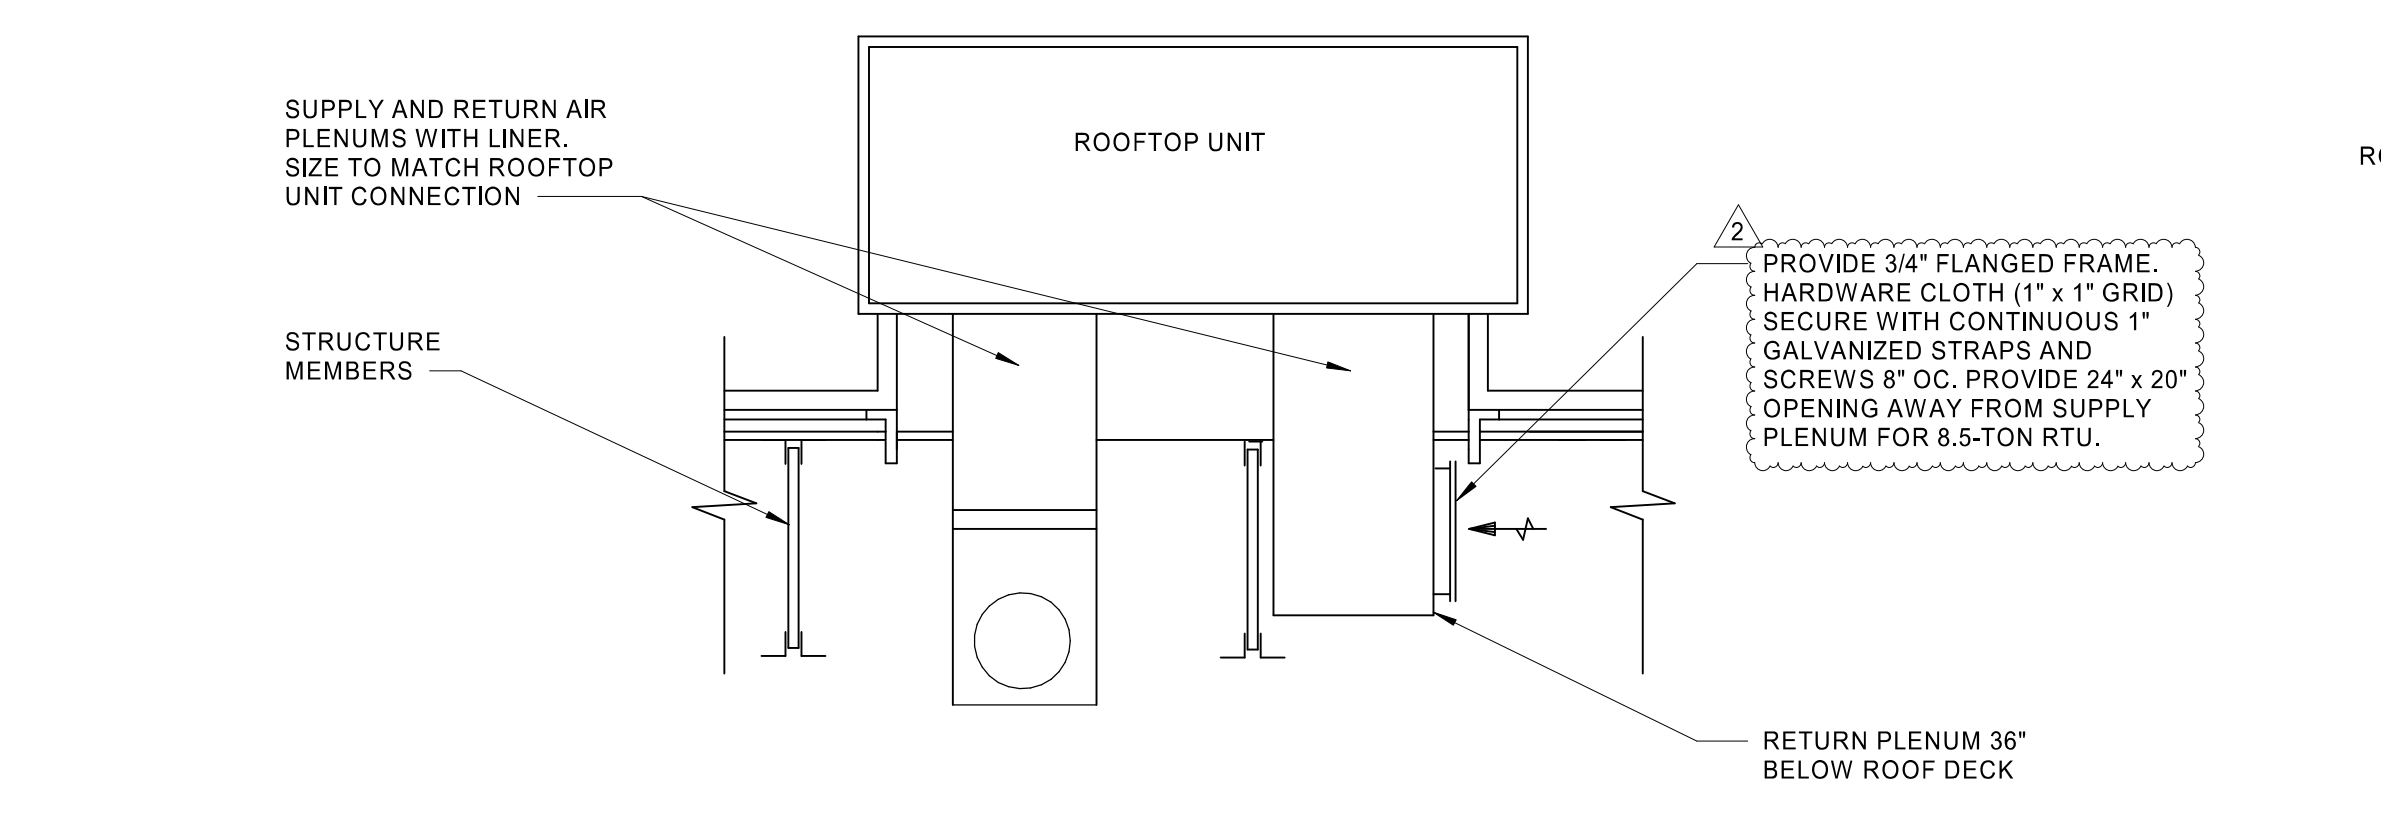 SUPPLY AND RETURN AIR
PLENUMS WITH LINER.
SIZE TO MATCH ROOFTOP
UNIT CONNECTION
ROOFTOP UNIT
STRUCTURE
MEMBERS
2
PROVIDE 3/4" FLANGED FRAME.
HARDWARE CLOTH (1" x 1" GRID)
SECURE WITH CONTINUOUS 1"
GALVANIZED STRAPS AND
SCREWS 8" OC. PROVIDE 24" x 20"
OPENING AWAY FROM SUPPLY
PLENUM FOR 8.5-TON RTU.
RETURN PLENUM 36"
BELOW ROOF DECK